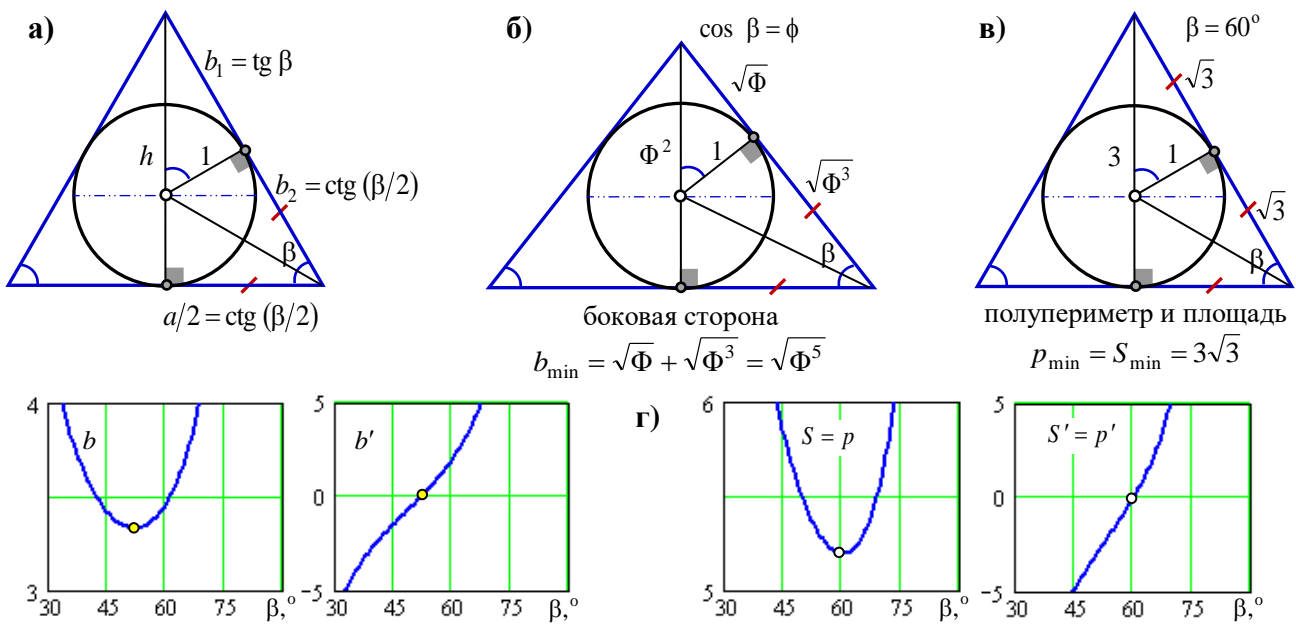 а)
b₁ = tg β
h
1
b₂ = ctg (β/2)
β
a/2 = ctg (β/2)
б)
cos β = ϕ
√Φ
Φ²
1
√Φ³
β
боковая сторона
b_min = √Φ + √Φ³ = √Φ⁵
в)
β = 60°
√3
3
1
√3
β
полупериметр и площадь
p_min = S_min = 3√3
4
b
3
30 45 75 β,°
5
b′
0
−5
30 45 60 75 β,°
г)
6
S = p
5
30 45 60 75 β,°
5
S′ = p′
0
−5
30 45 60 75 β,°